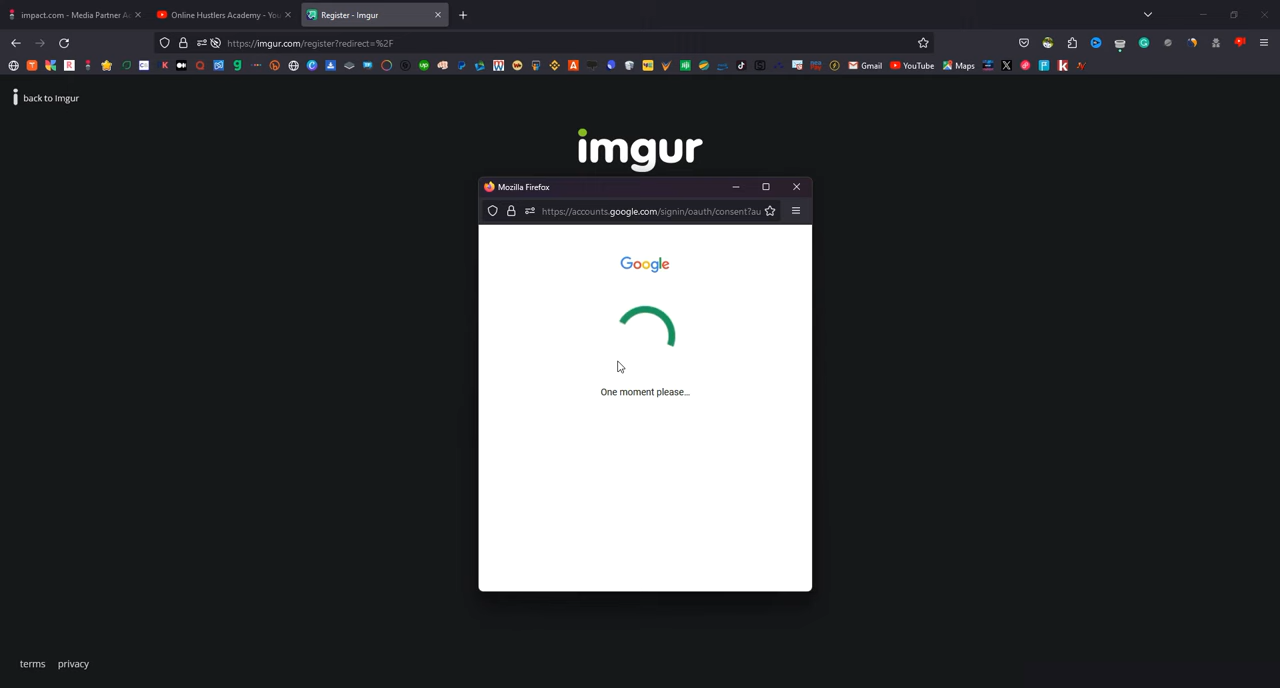 impact.com - Media Partner Ac
Online Hustlers Academy - You
Register - Imgur
https://imgur.com/register?redirect=%2F
Gmail
YouTube
Maps
back to Imgur
imgur
Mozilla Firefox
https://accounts.google.com/signin/oauth/consent?au
Google
One moment please...
terms
privacy